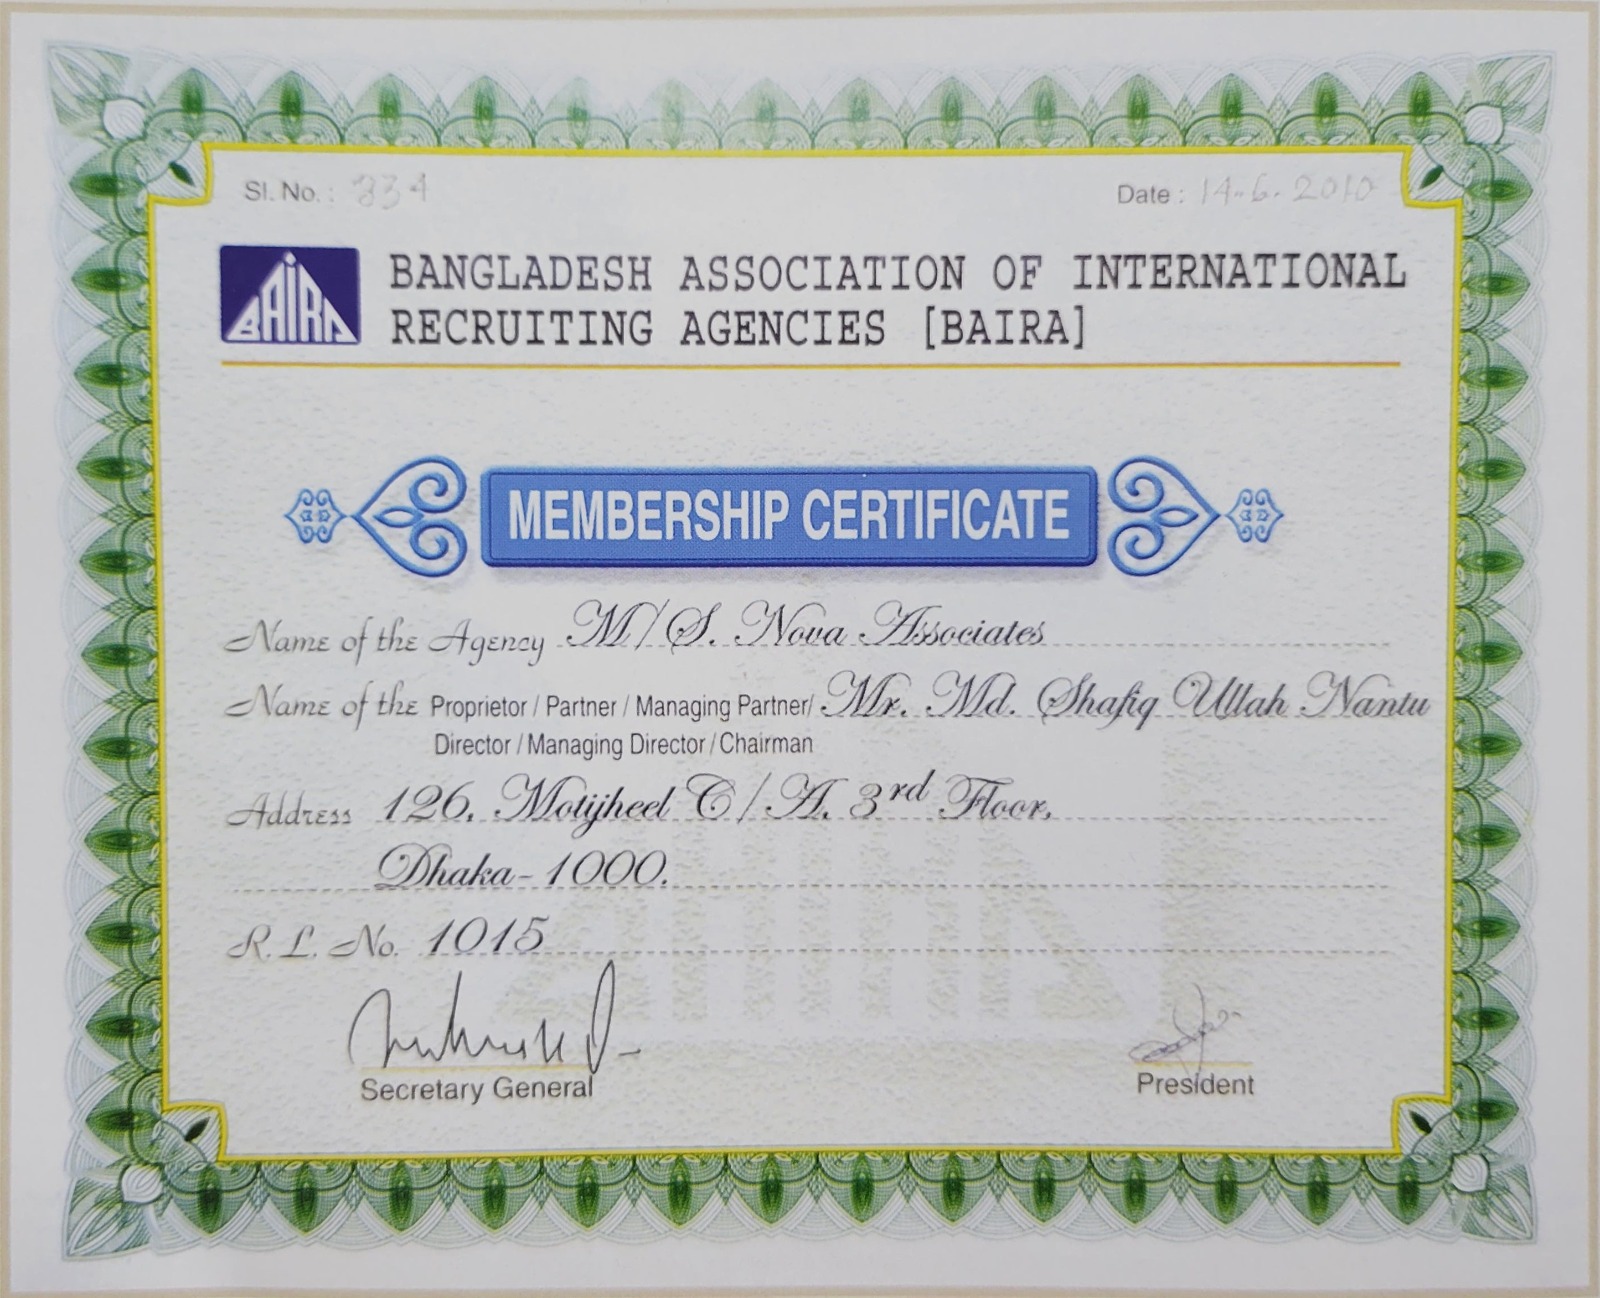 Sl. No. : 334
Date : 14-6-2010
BAIRA
BANGLADESH ASSOCIATION OF INTERNATIONAL
RECRUITING AGENCIES [BAIRA]
MEMBERSHIP CERTIFICATE
Name of the Agency M/S. Nova Associates
Name of the Proprietor / Partner / Managing Partner/ Mr. Md. Shafiq Ullah Nantu
Director / Managing Director / Chairman
Address 126, Motijheel C/A. 3rd Floor,
Dhaka-1000.
R. L. No. 1015
Secretary General
President